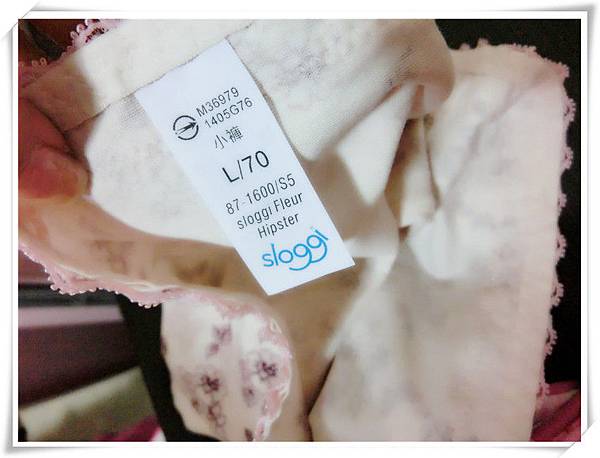 M36979
1405G76
小褲
L/70
87-1600/S5
sloggi Fleur
Hipster
sloggi